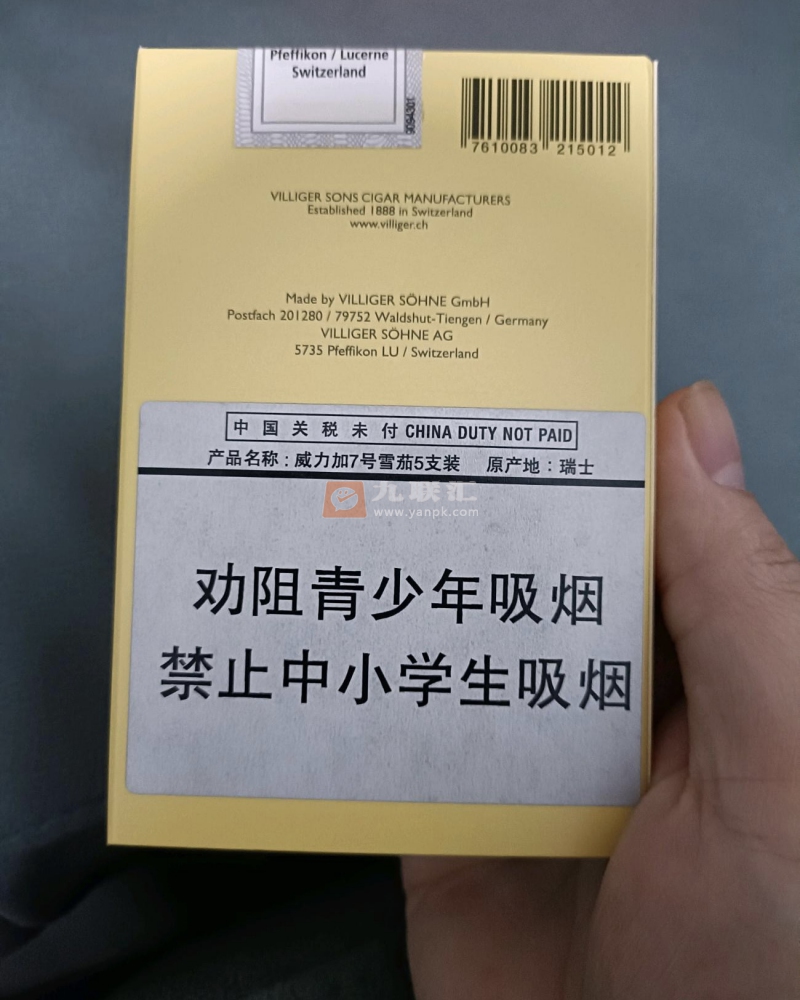 Pfeffikon / Lucerne
Switzerland
9094301
7610083 215012
VILLIGER SONS CIGAR MANUFACTURERS
Established 1888 in Switzerland
www.villiger.ch
Made by VILLIGER SÖHNE GmbH
Postfach 201280 / 79752 Waldshut-Tiengen / Germany
VILLIGER SÖHNE AG
5735 Pfeffikon LU / Switzerland
中国关税未付 CHINA DUTY NOT PAID
产品名称：威力加7号雪茄5支装 原产地：瑞士
九联汇
www.yanpk.com
劝阻青少年吸烟
禁止中小学生吸烟